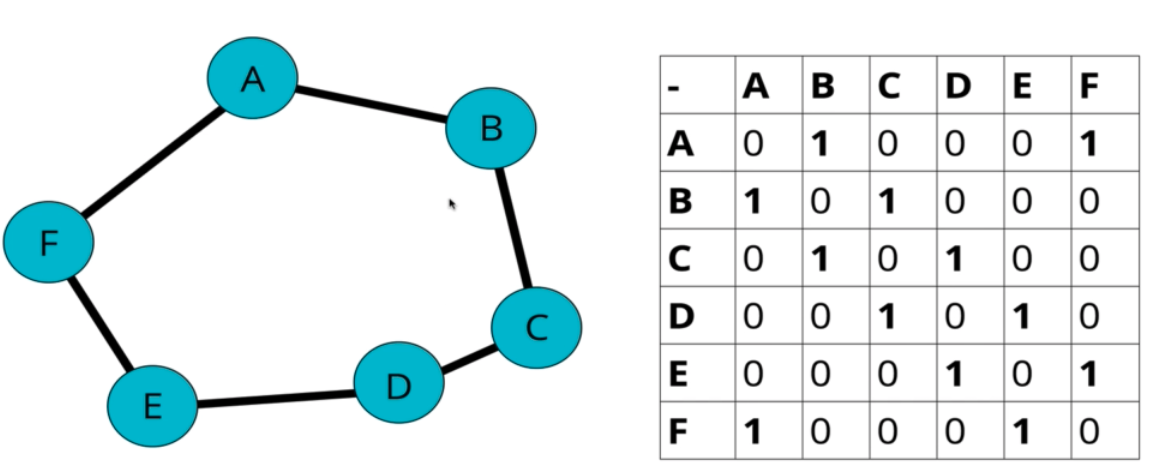 A
B
F
C
D
E
- A B C D E F
A 0 1 0 0 0 1
B 1 0 1 0 0 0
C 0 1 0 1 0 0
D 0 0 1 0 1 0
E 0 0 0 1 0 1
F 1 0 0 0 1 0